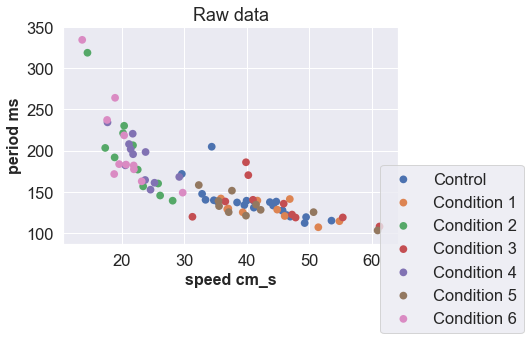 Raw data
350
300
250
200
150
100
period ms
20
30
40
50
60
speed cm_s
Control
Condition 1
Condition 2
Condition 3
Condition 4
Condition 5
Condition 6